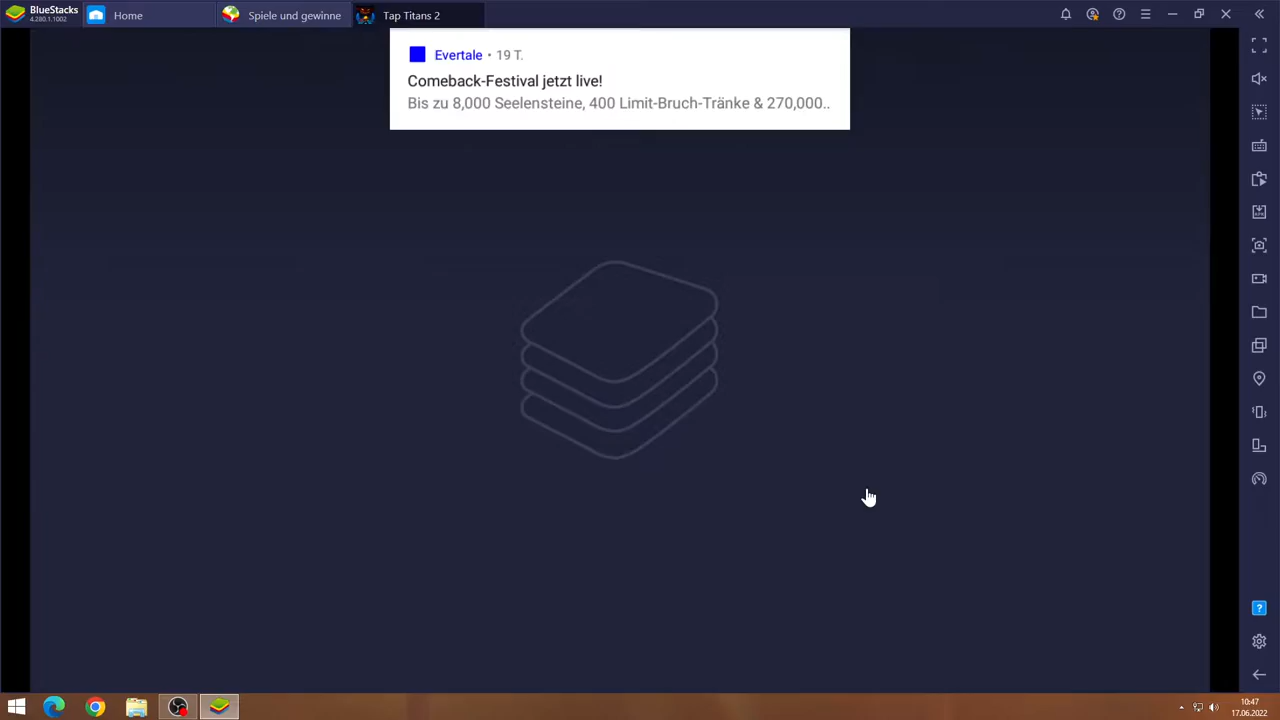 BlueStacks
4.280.1.1002
Home
Spiele und gewinne
Tap Titans 2
Evertale • 19 T.
Comeback-Festival jetzt live!
Bis zu 8,000 Seelensteine, 400 Limit-Bruch-Tränke & 270,000..
10:47
17.06.2022